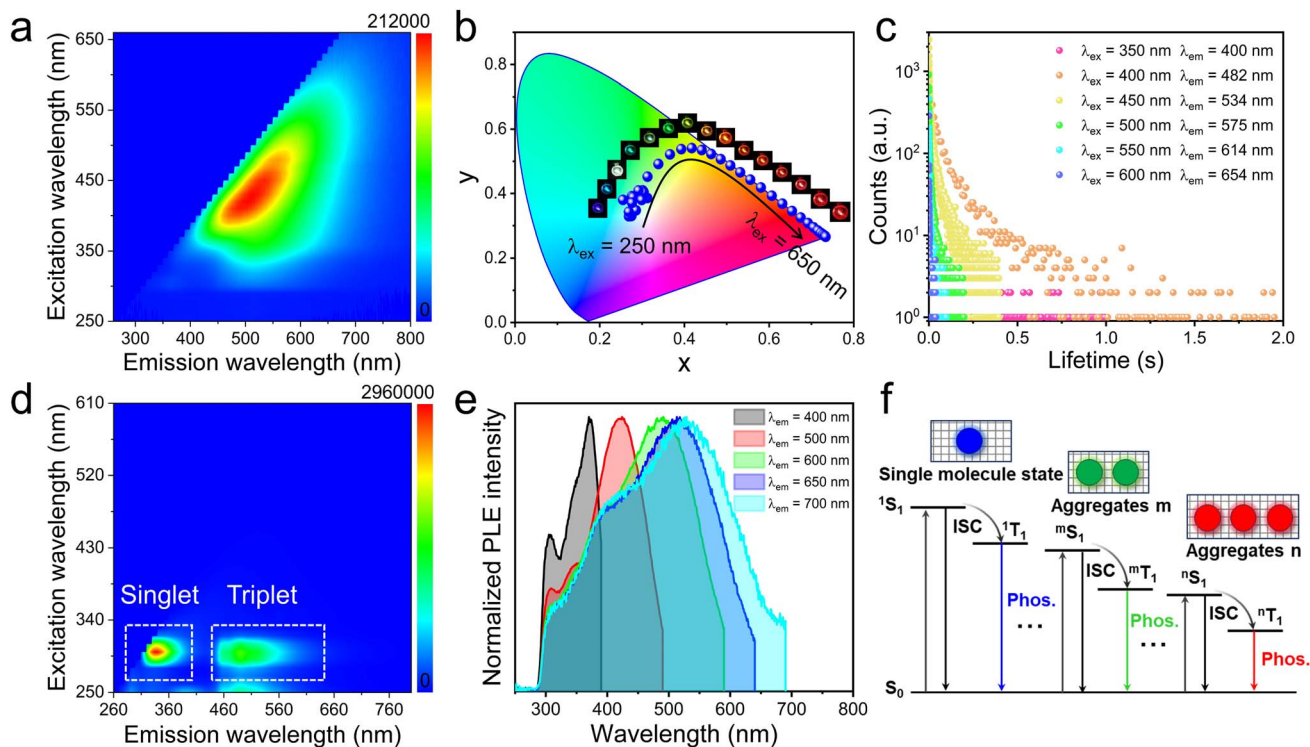 a
212000
0
650
550
450
350
250
300
400
500
600
700
800
Excitation wavelength (nm)
Emission wavelength (nm)
b
0.8
0.6
0.4
0.2
0.0
0.0
0.2
0.4
0.6
0.8
y
x
λex = 250 nm
λex = 650 nm
c
10³
10²
10¹
10⁰
0.0
0.5
1.0
1.5
2.0
Counts (a.u.)
Lifetime (s)
λex = 350 nm λem = 400 nm
λex = 400 nm λem = 482 nm
λex = 450 nm λem = 534 nm
λex = 500 nm λem = 575 nm
λex = 550 nm λem = 614 nm
λex = 600 nm λem = 654 nm
d
2960000
0
610
520
430
340
250
260
360
460
560
660
760
Excitation wavelength (nm)
Emission wavelength (nm)
Singlet
Triplet
e
Normalized PLE intensity
Wavelength (nm)
300
400
500
600
700
800
λem = 400 nm
λem = 500 nm
λem = 600 nm
λem = 650 nm
λem = 700 nm
f
Single molecule state
Aggregates m
Aggregates n
¹S₁
ISC
¹T₁
ᵐS₁
ISC
ᵐT₁
ⁿS₁
ISC
ⁿT₁
Phos.
...
Phos.
...
Phos.
S₀